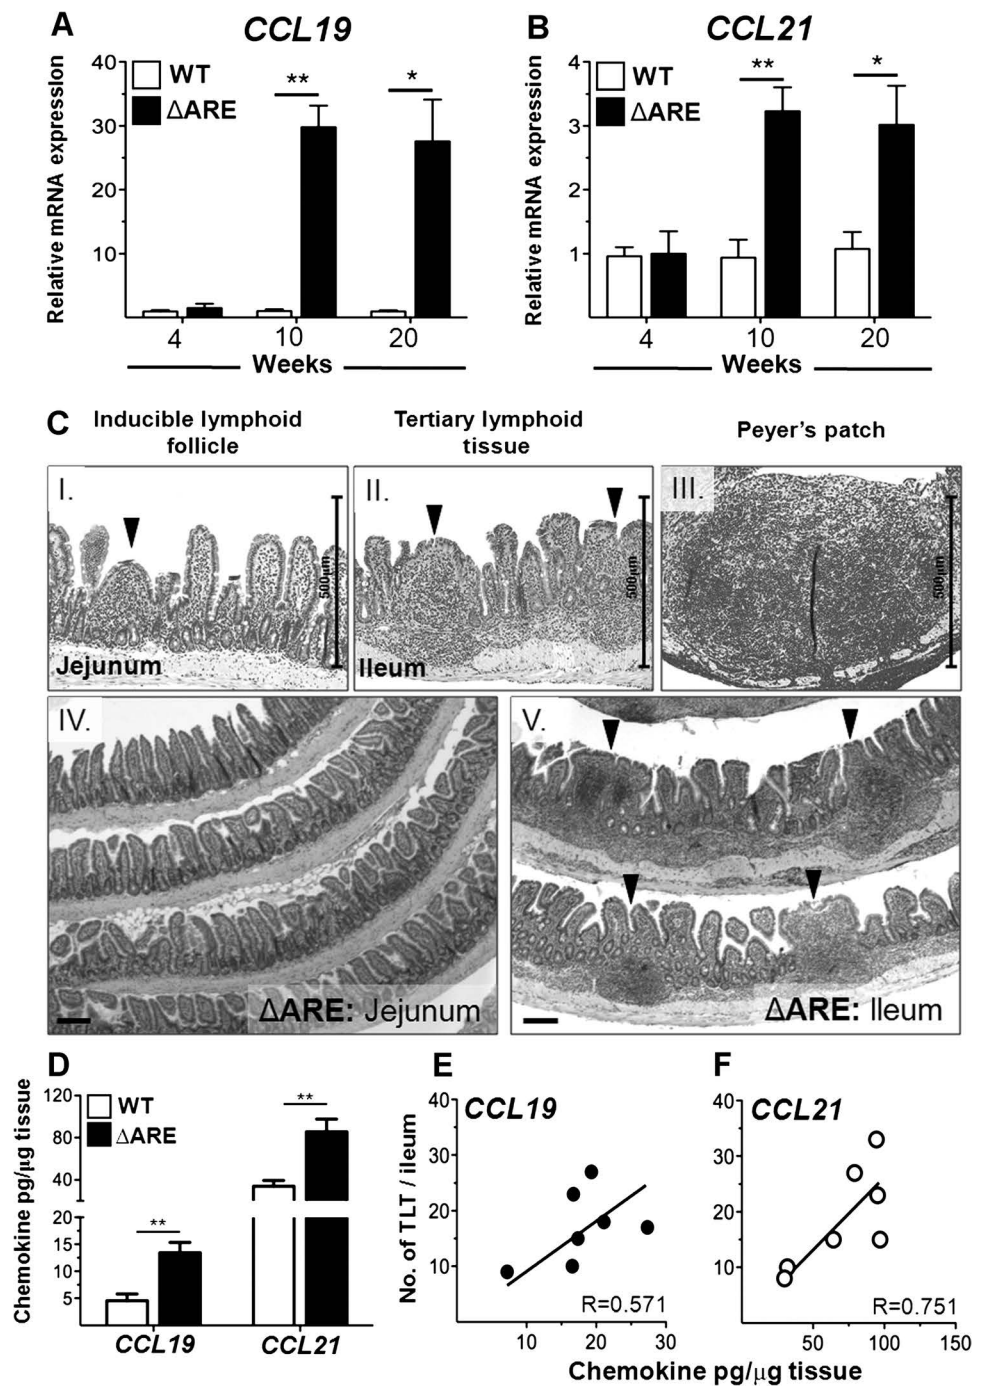 A
CCL19
Relative mRNA expression
40
30
20
10
WT
ΔARE
**
*
4
10
20
Weeks
B
CCL21
Relative mRNA expression
4
3
2
1
WT
ΔARE
**
*
4
10
20
Weeks
C
Inducible lymphoid
follicle
Tertiary lymphoid
tissue
Peyer's patch
I.
500µm
Jejunum
II.
500µm
Ileum
III.
500µm
IV.
ΔARE: Jejunum
V.
ΔARE: Ileum
D
Chemokine pg/µg tissue
120
80
40
20
15
10
5
WT
ΔARE
**
**
CCL19
CCL21
E
CCL19
No. of TLT / ileum
40
30
20
10
R=0.571
10
20
30
F
CCL21
40
30
20
10
R=0.751
50
100
150
Chemokine pg/µg tissue